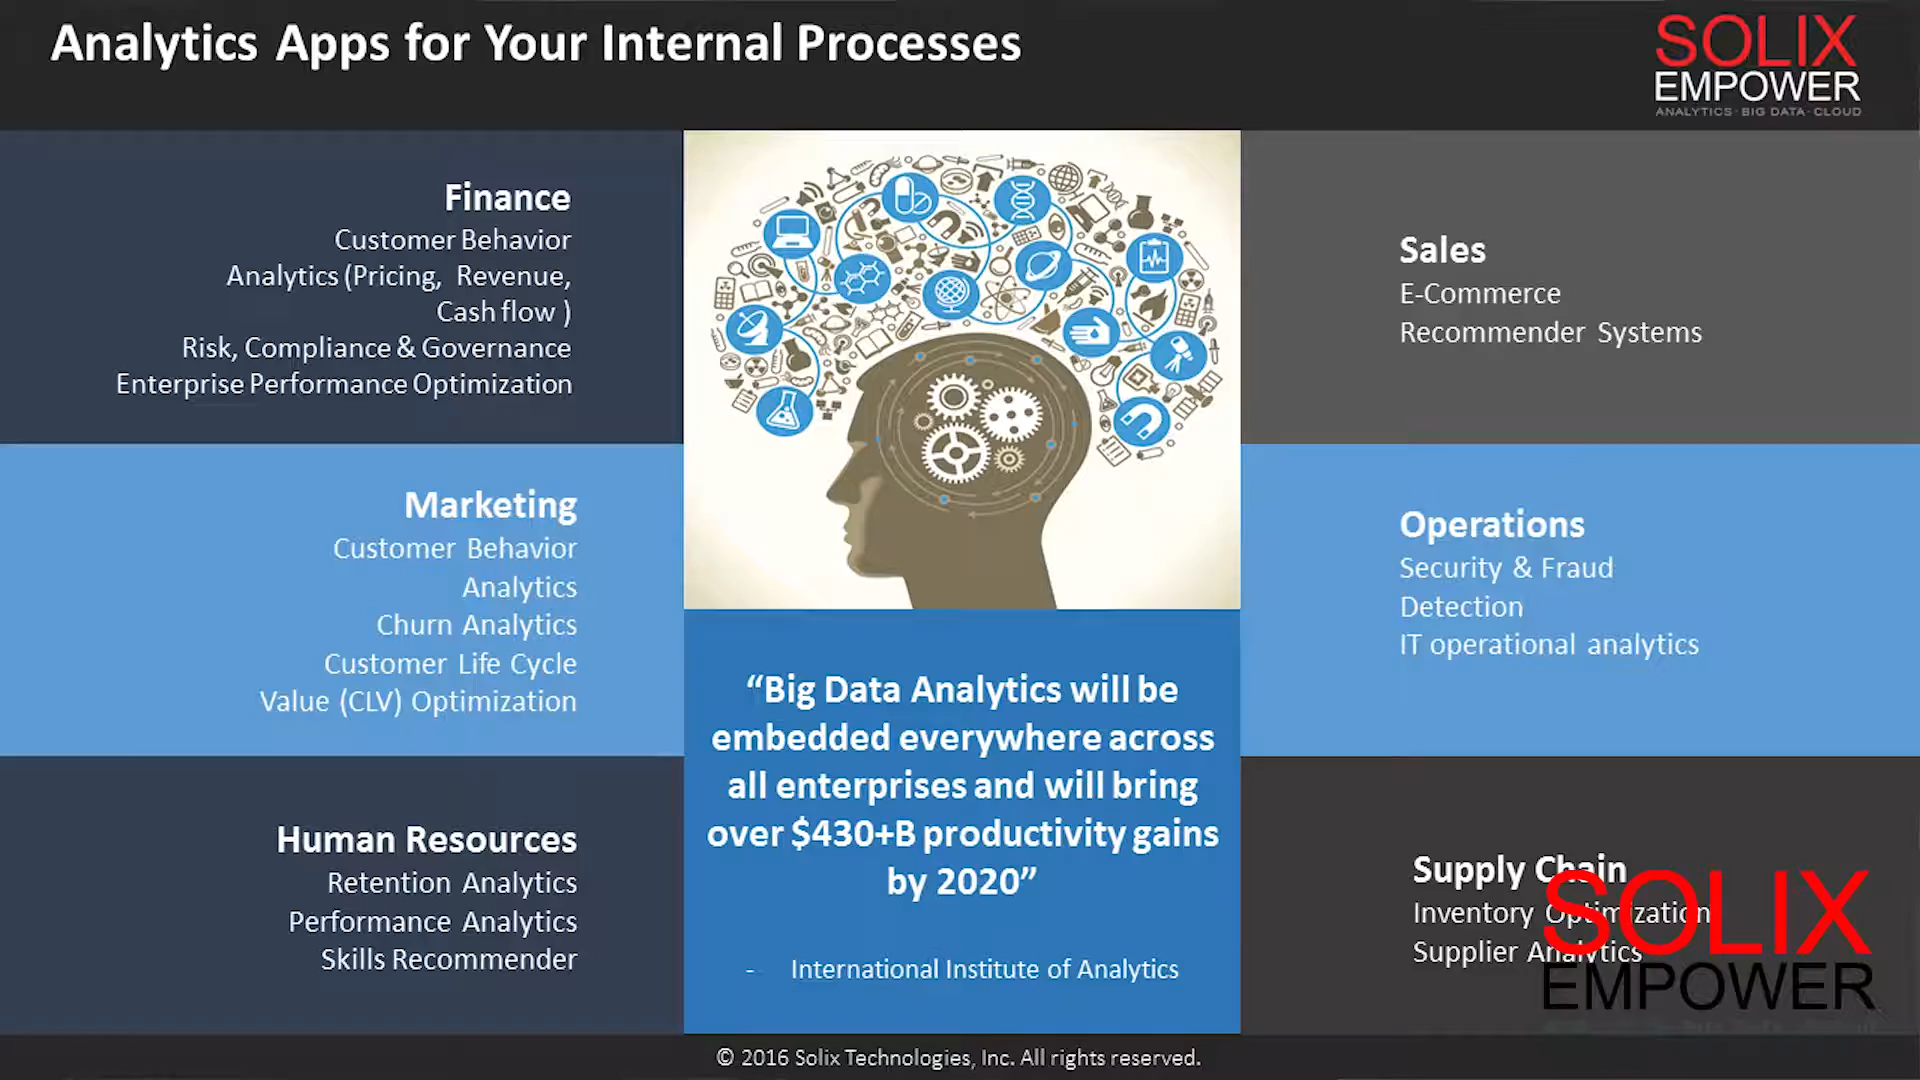 Analytics Apps for Your Internal Processes
SOLIX
EMPOWER
ANALYTICS · BIG DATA · CLOUD
Finance
Customer Behavior
Analytics (Pricing, Revenue,
Cash flow )
Risk, Compliance & Governance
Enterprise Performance Optimization
Marketing
Customer Behavior
Analytics
Churn Analytics
Customer Life Cycle
Value (CLV) Optimization
Human Resources
Retention Analytics
Performance Analytics
Skills Recommender
“Big Data Analytics will be
embedded everywhere across
all enterprises and will bring
over $430+B productivity gains
by 2020”
- International Institute of Analytics
Sales
E-Commerce
Recommender Systems
Operations
Security & Fraud
Detection
IT operational analytics
Supply Chain
Inventory Optimization
Supplier Analytics
SOLIX
EMPOWER
© 2016 Solix Technologies, Inc. All rights reserved.